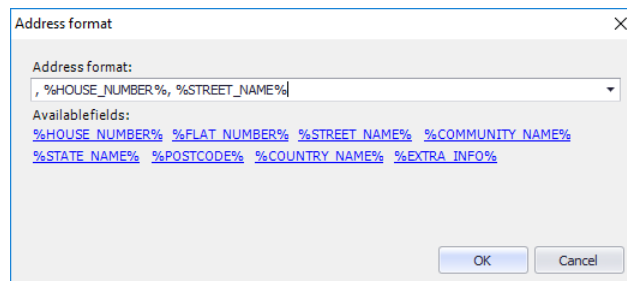 Address format
Address format:
, %HOUSE_NUMBER%, %STREET_NAME%
Availablefields:
%HOUSE_NUMBER% %FLAT_NUMBER% %STREET_NAME% %COMMUNITY_NAME%
%STATE_NAME% %POSTCODE% %COUNTRY_NAME% %EXTRA_INFO%
OK Cancel